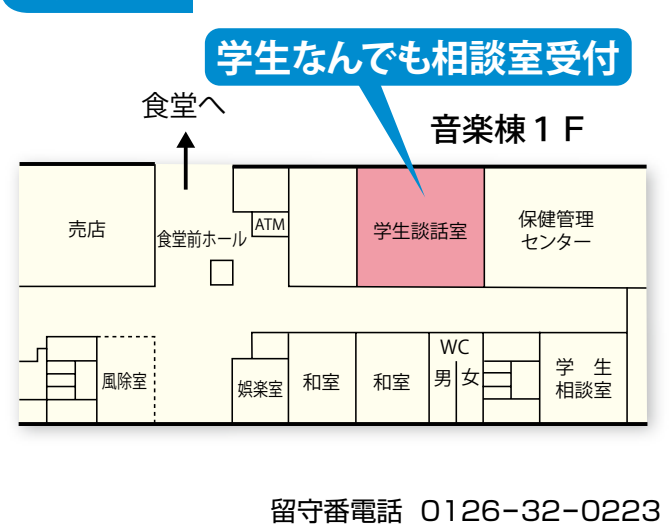 学生なんでも相談室受付
食堂へ
音楽棟１Ｆ
売店
食堂前ホール
ATM
学生談話室
保健管理
センター
風除室
娯楽室
和室
和室
WC
男
女
学　生
相談室
留守番電話 0126-32-0223